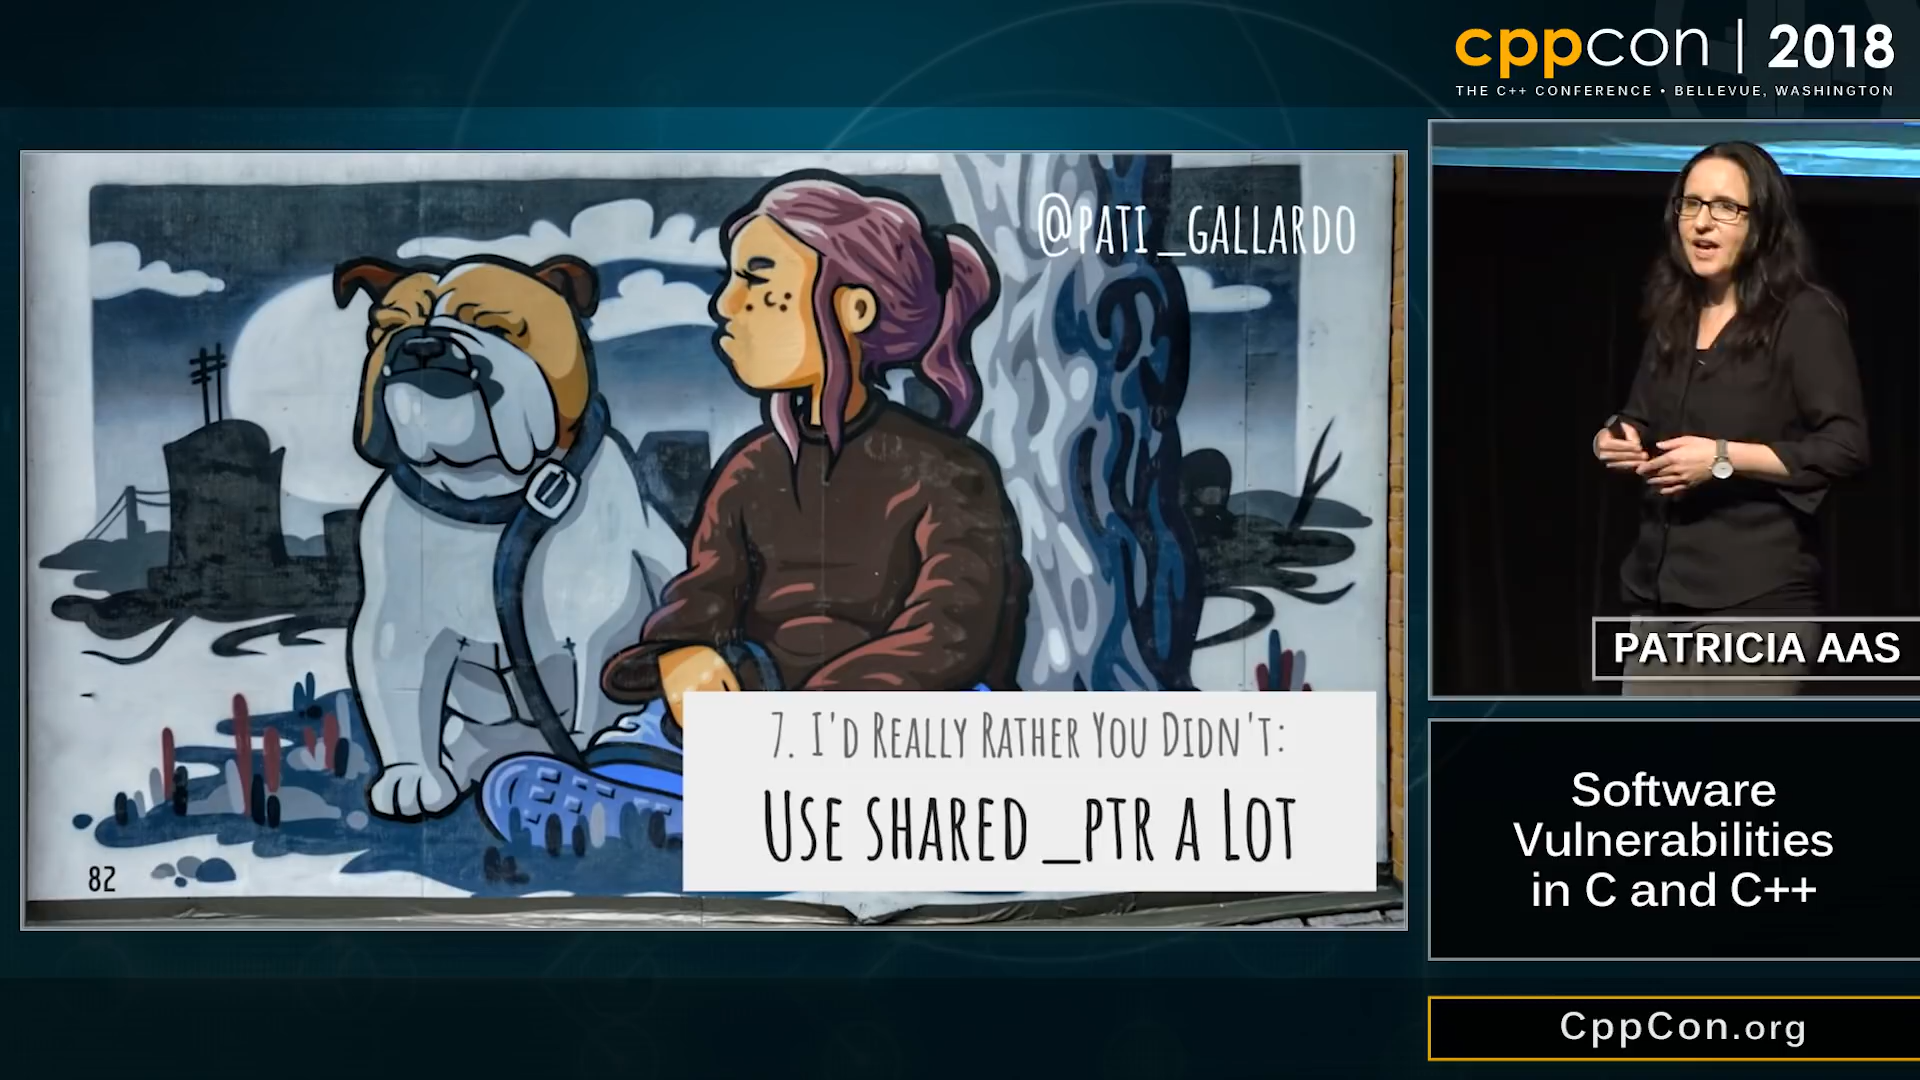 cppcon | 2018
THE C++ CONFERENCE • BELLEVUE, WASHINGTON
@PATI_GALLARDO
7. I'D REALLY RATHER YOU DIDN'T:
USE SHARED_PTR A LOT
82
PATRICIA AAS
Software
Vulnerabilities
in C and C++
CppCon.org